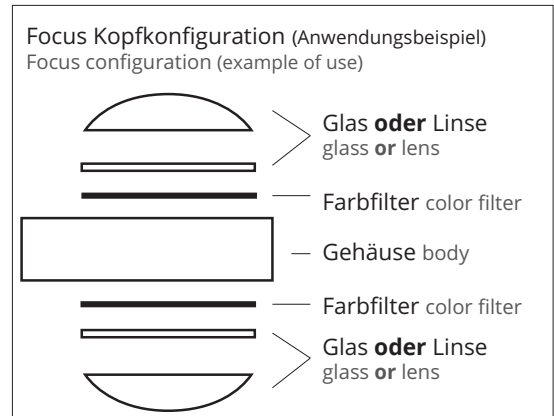 Focus Kopfkonfiguration (Anwendungsbeispiel)
Focus configuration (example of use)
Glas oder Linse
glass or lens
Farbfilter color filter
Gehäuse body
Farbfilter color filter
Glas oder Linse
glass or lens